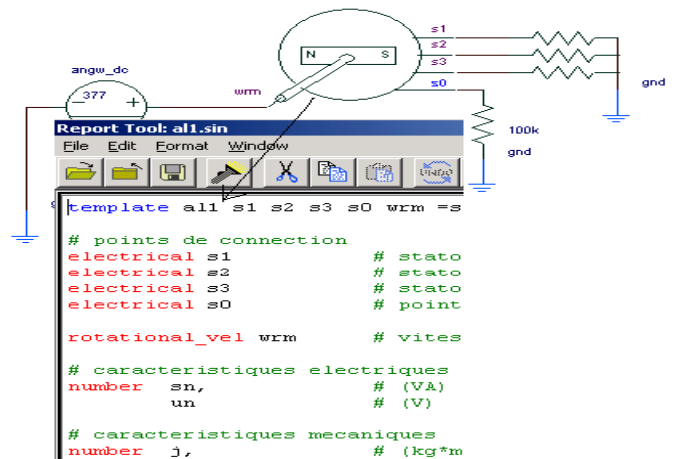 s1
s2
N S
s3
gnd
angw_dc
s0
wrm
377
100k
gnd
Report Tool: al1.sin
File Edit Format Window
UNDO
template al1 s1 s2 s3 s0 wrm =s
# points de connection
electrical s1 # stato
electrical s2 # stato
electrical s3 # stato
electrical s0 # point
rotational_vel wrm # vites
# caracteristiques electriques
number sn, # (VA)
un # (V)
# caracteristiques mecaniques
number j, # (kg*m